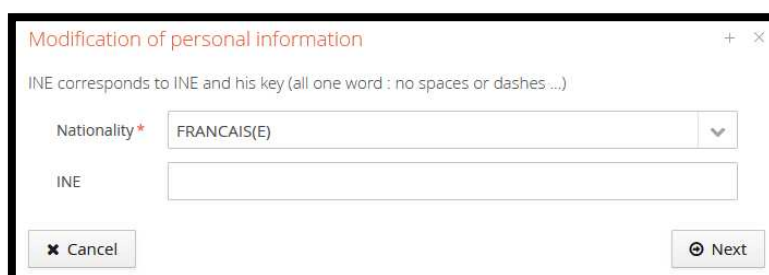 Modification of personal information
INE corresponds to INE and his key (all one word : no spaces or dashes ...)
Nationality * FRANCAIS(E)
INE
Cancel Next